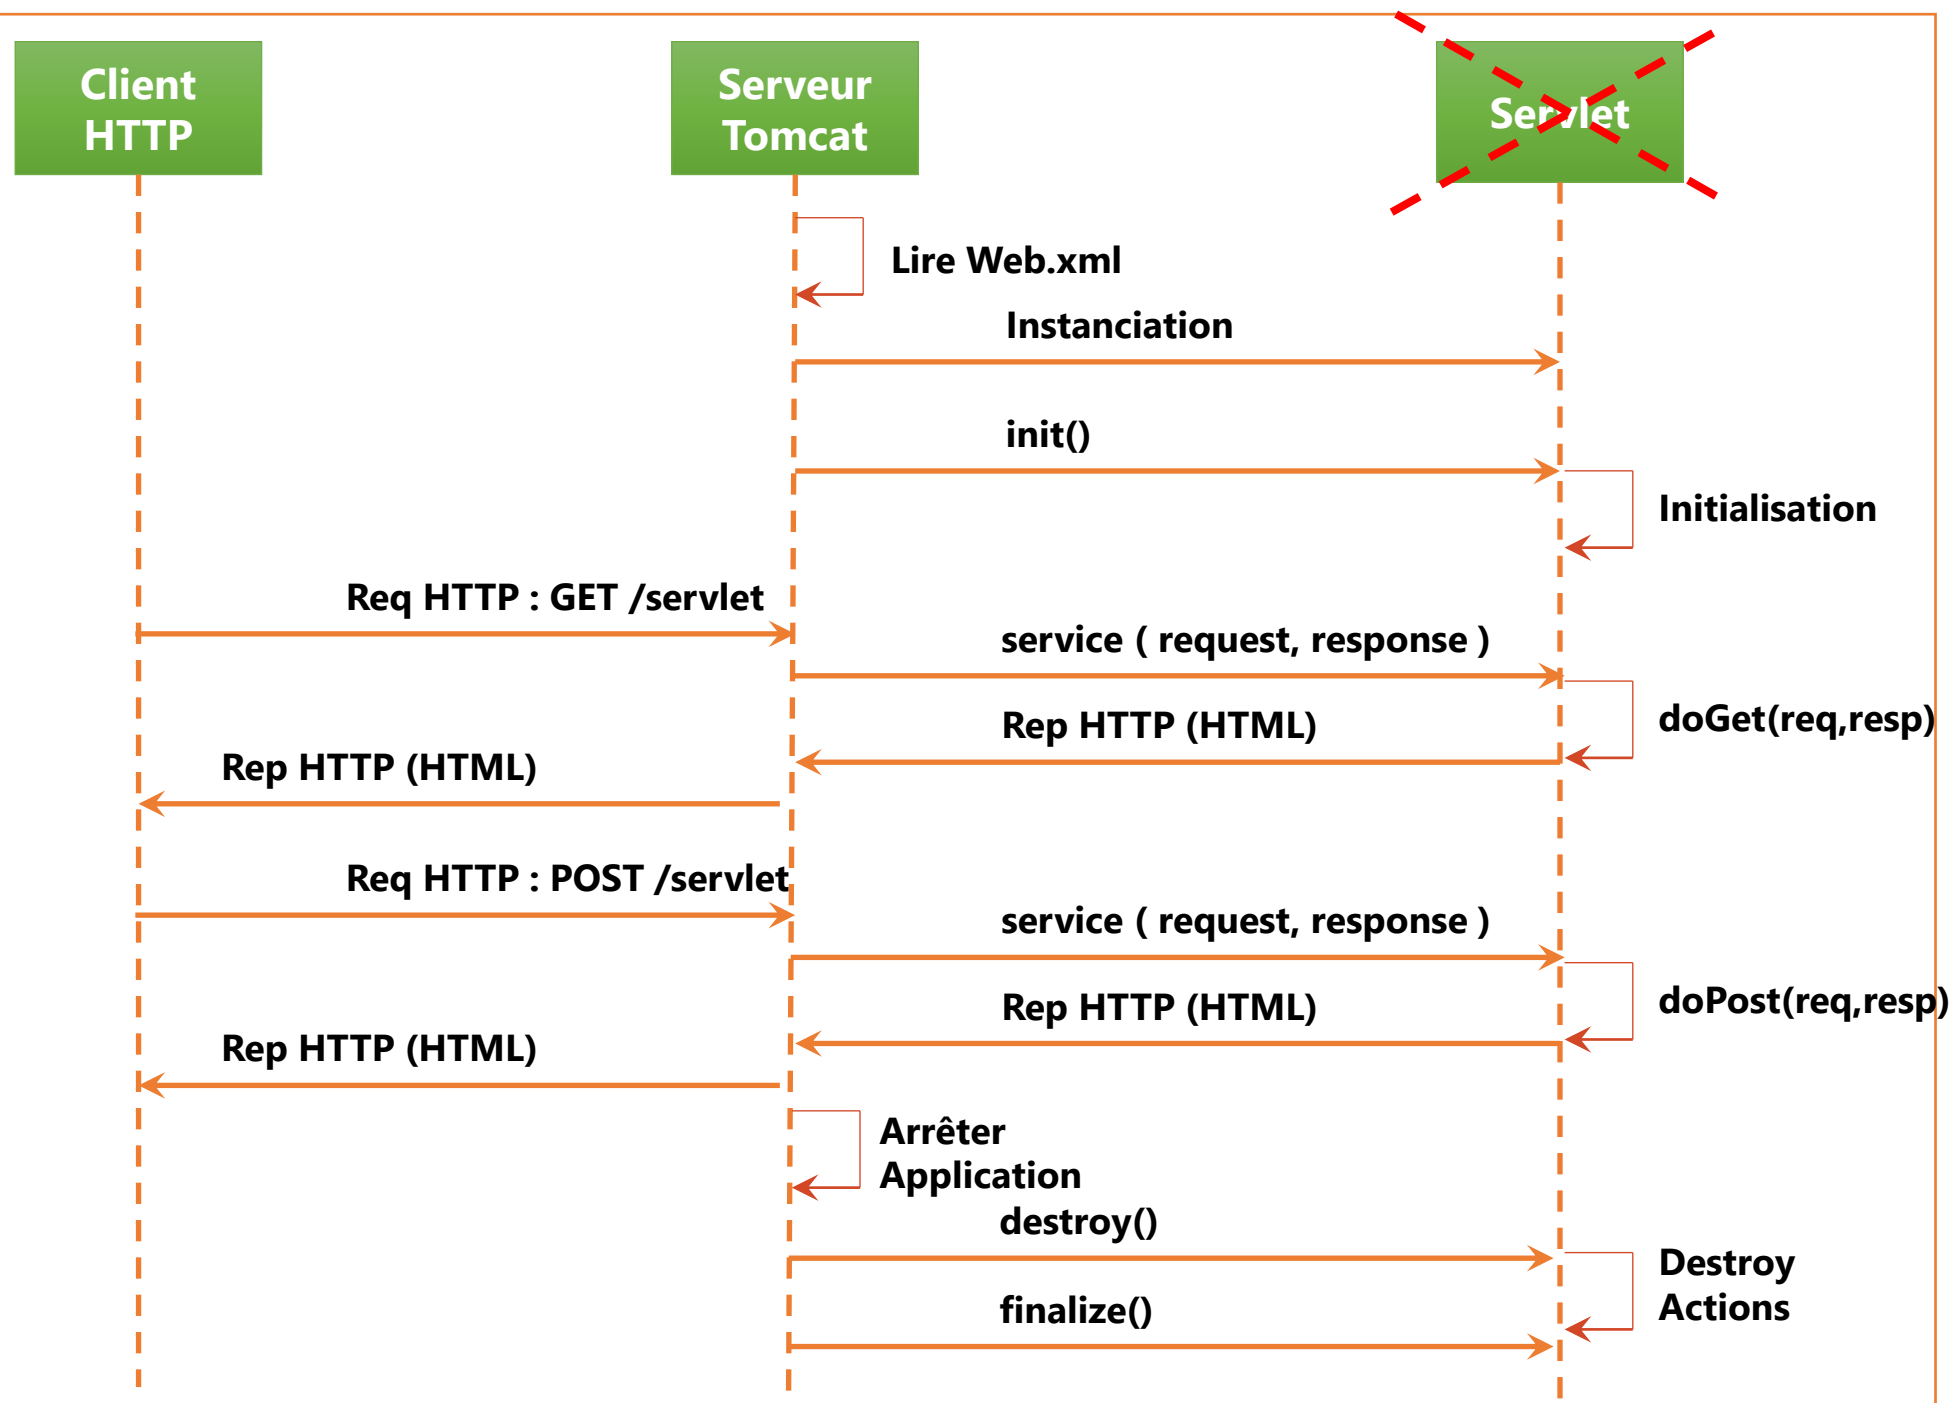 Client
HTTP
Serveur
Tomcat
Servlet
Lire Web.xml
Instanciation
init()
Initialisation
Req HTTP : GET /servlet
service ( request, response )
Rep HTTP (HTML)
doGet(req,resp)
Rep HTTP (HTML)
Req HTTP : POST /servlet
service ( request, response )
Rep HTTP (HTML)
doPost(req,resp)
Rep HTTP (HTML)
Arrêter
Application
destroy()
Destroy
Actions
finalize()